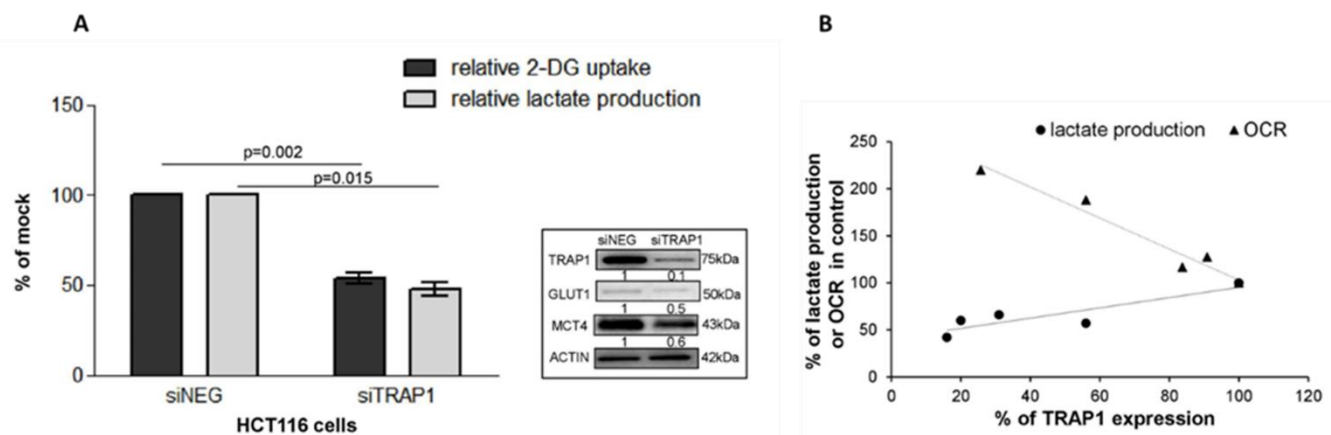 A
relative 2-DG uptake
relative lactate production
150
100
50
0
% of mock
p=0.002
p=0.015
siNEG siTRAP1
HCT116 cells
siNEG siTRAP1
TRAP1 75kDa
1 0.1
GLUT1 50kDa
1 0.5
MCT4 43kDa
1 0.6
ACTIN 42kDa
B
lactate production OCR
250
200
150
100
50
0
% of lactate production
or OCR in control
0 20 40 60 80 100 120
% of TRAP1 expression